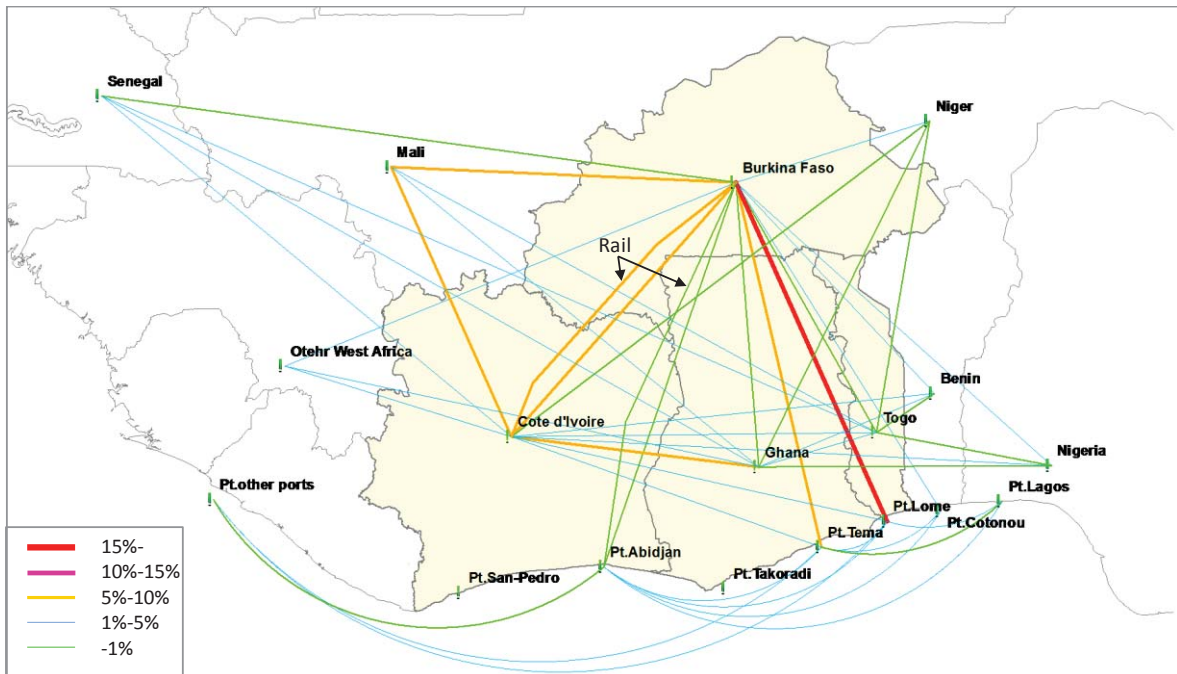 Senegal
Niger
Mali
Burkina Faso
Rail
Otehr West Africa
Benin
Cote d'Ivoire
Togo
Ghana
Nigeria
Pt.other ports
Pt.Lagos
Pt.Lome
Pt.Cotonou
Pt.Tema
Pt.Abidjan
Pt.San-Pedro
Pt.Takoradi
15%-
10%-15%
5%-10%
1%-5%
-1%